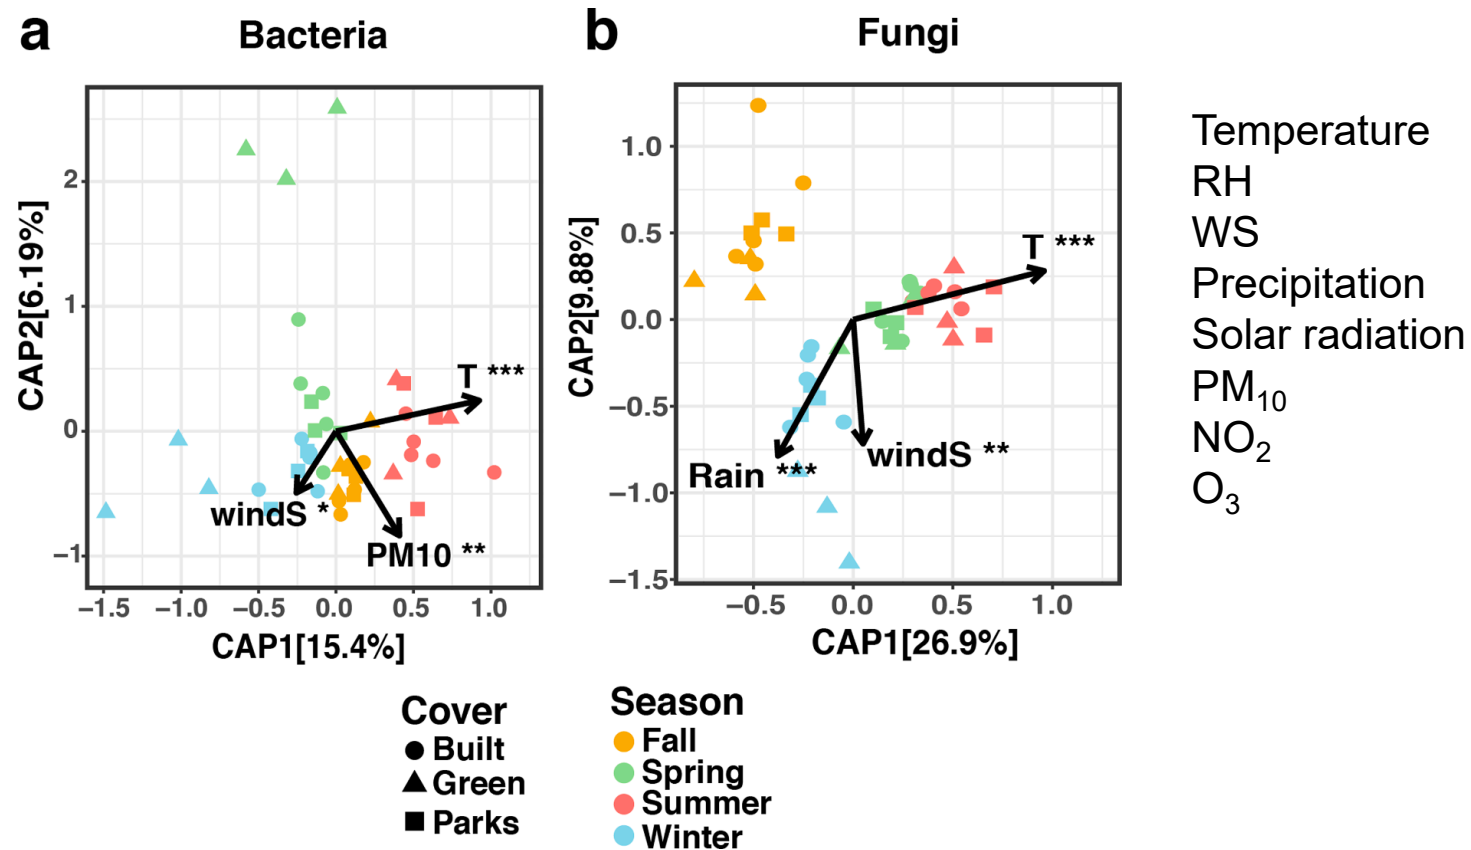 a
Bacteria
b
Fungi
CAP2[6.19%]
2
1
0
−1
T ***
windS *
PM10 **
−1.5 −1.0 −0.5 0.0 0.5 1.0
CAP1[15.4%]
CAP2[9.88%]
1.0
0.5
0.0
−0.5
−1.0
−1.5
T ***
windS **
Rain ***
−0.5 0.0 0.5 1.0
CAP1[26.9%]
Temperature
RH
WS
Precipitation
Solar radiation
PM10
NO2
O3
Cover
Built
Green
Parks
Season
Fall
Spring
Summer
Winter